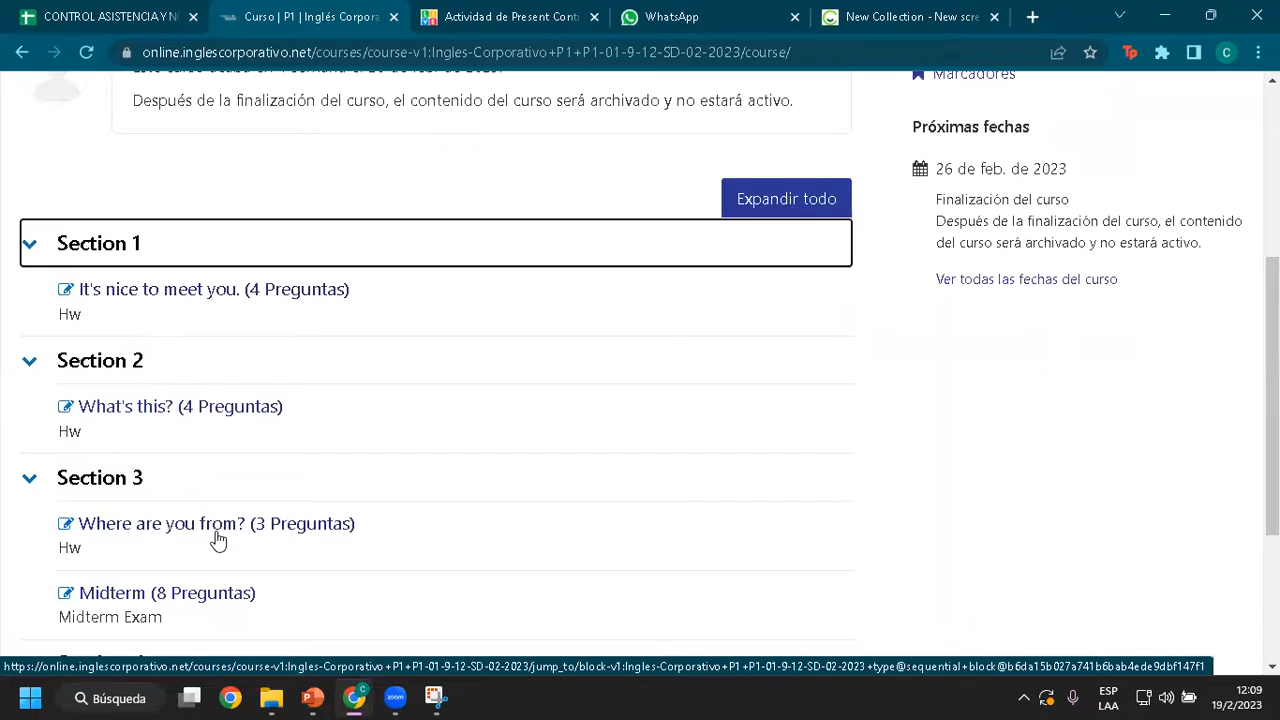 CONTROL ASISTENCIA Y NO
Curso | P1 | Inglés Corpora
Actividad de Present Conti
WhatsApp
New Collection - New scre
online.inglescorporativo.net/courses/course-v1:Ingles-Corporativo+P1+P1-01-9-12-SD-02-2023/course/
Marcadores
Después de la finalización del curso, el contenido del curso será archivado y no estará activo.
Próximas fechas
26 de feb. de 2023
Finalización del curso
Después de la finalización del curso, el contenido
del curso será archivado y no estará activo.
Ver todas las fechas del curso
Expandir todo
Section 1
It's nice to meet you. (4 Preguntas)
Hw
Section 2
What's this? (4 Preguntas)
Hw
Section 3
Where are you from? (3 Preguntas)
Hw
Midterm (8 Preguntas)
Midterm Exam
https://online.inglescorporativo.net/courses/course-v1:Ingles-Corporativo+P1+P1-01-9-12-SD-02-2023/jump_to/block-v1:Ingles-Corporativo+P1+P1-01-9-12-SD-02-2023+type@sequential+block@b6da15b027a741b6bab4ede9dbf147f1
Búsqueda
zoom
ESP
LAA
12:09
19/2/2023